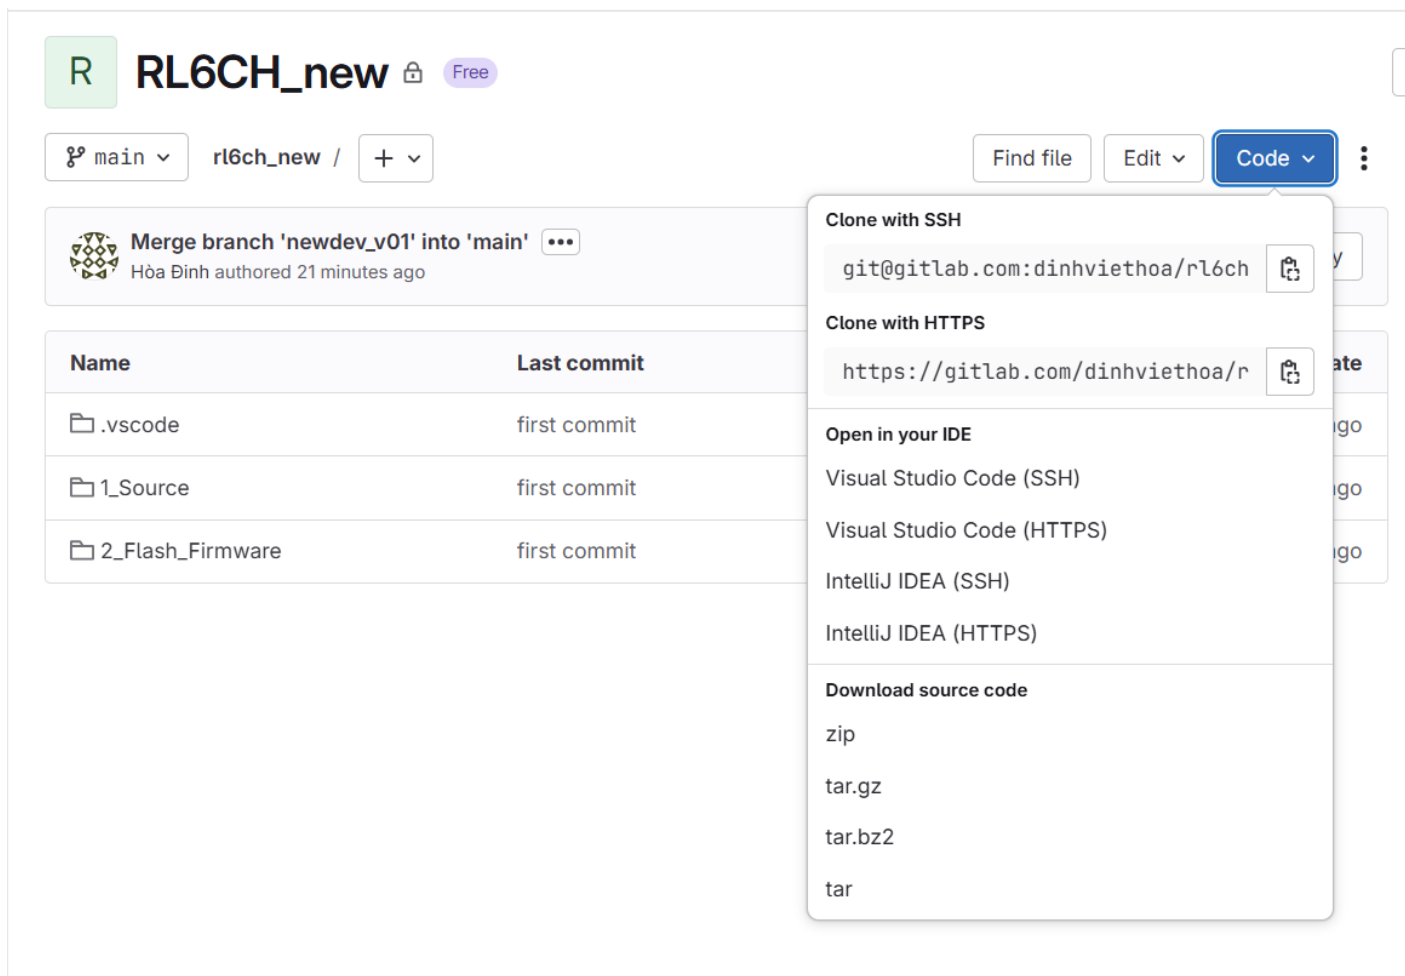 R RL6CH_new Free
main rl6ch_new / + Find file Edit Code
Merge branch 'newdev_v01' into 'main' •••
Hòa Đinh authored 21 minutes ago
Clone with SSH
git@gitlab.com:dinhviethoa/rl6ch
Clone with HTTPS
https://gitlab.com/dinhviethoa/r
Name Last commit
.vscode first commit
1_Source first commit
2_Flash_Firmware first commit
Open in your IDE
Visual Studio Code (SSH)
Visual Studio Code (HTTPS)
IntelliJ IDEA (SSH)
IntelliJ IDEA (HTTPS)
Download source code
zip
tar.gz
tar.bz2
tar